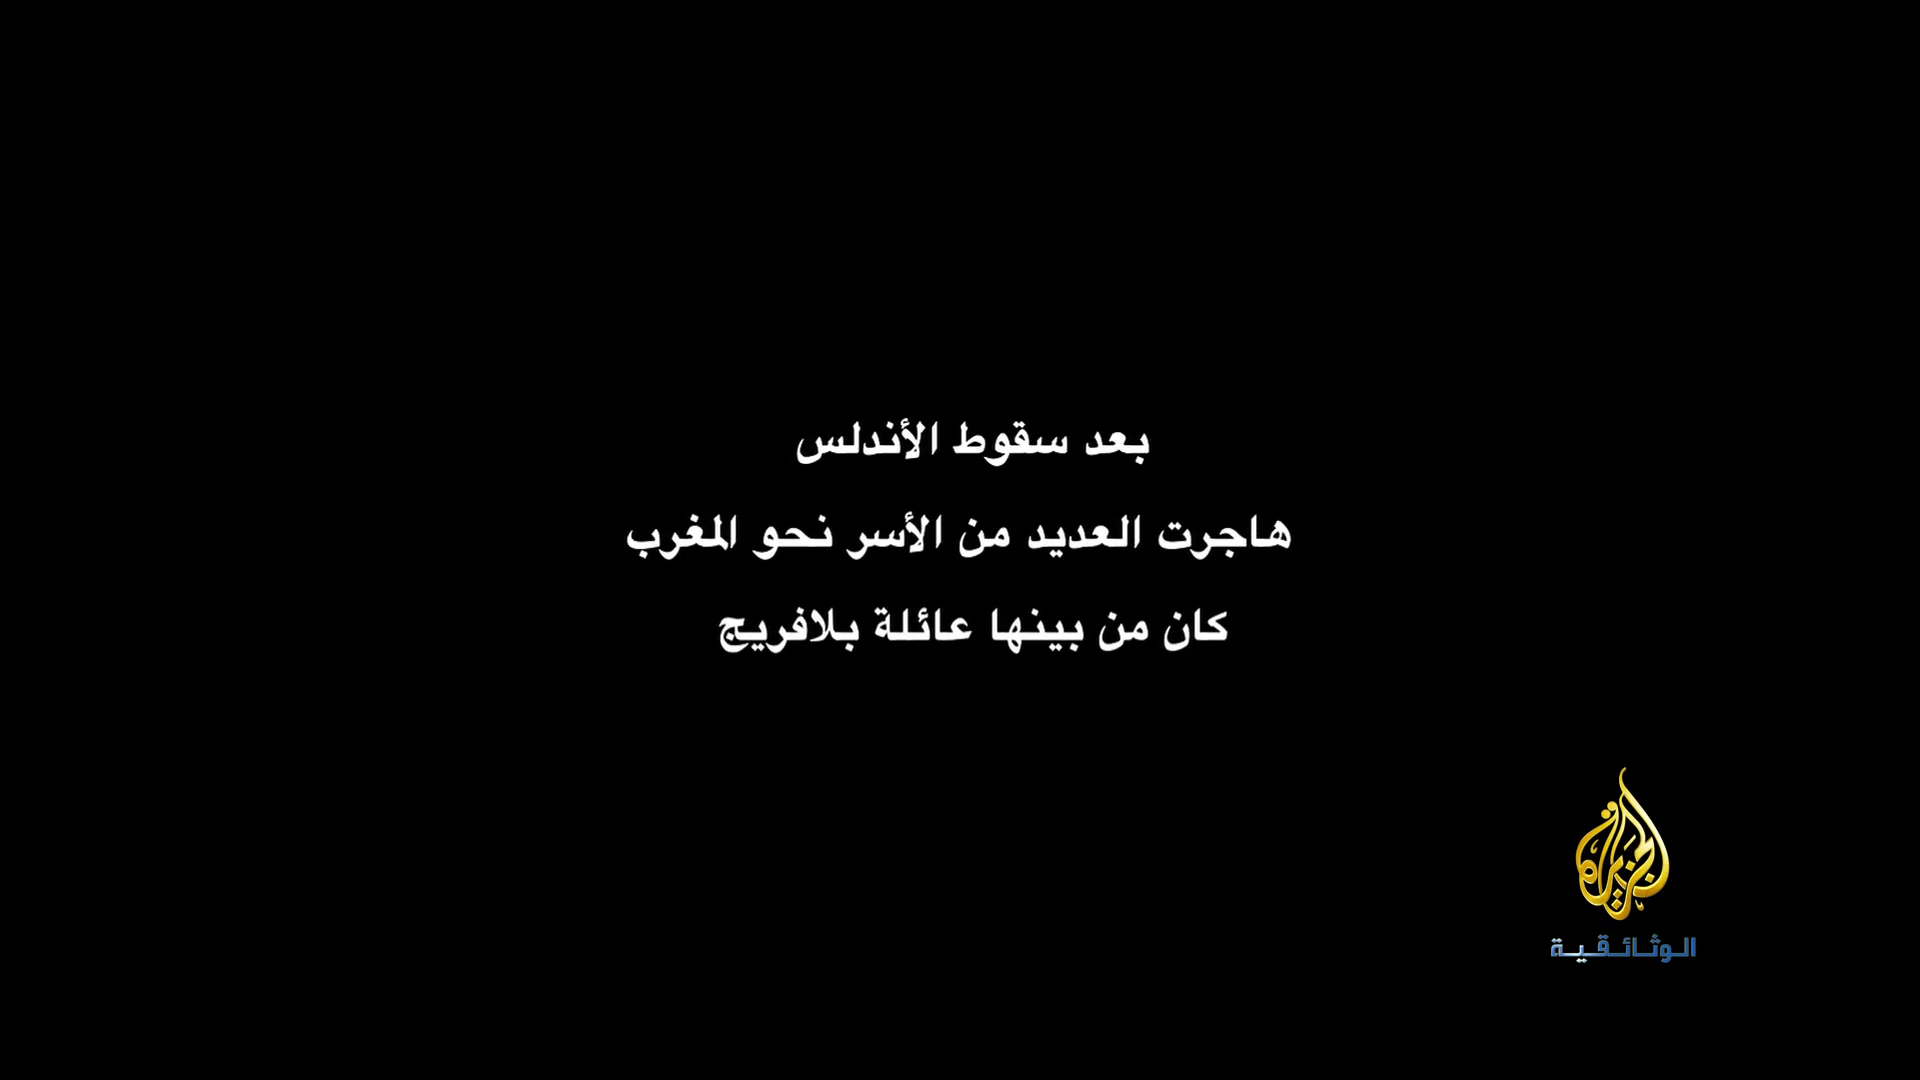 بعد سقوط الأندلس
هاجرت العديد من الأسر نحو المغرب
كان من بينها عائلة بلافريج
الجزيرة
الوثائقية